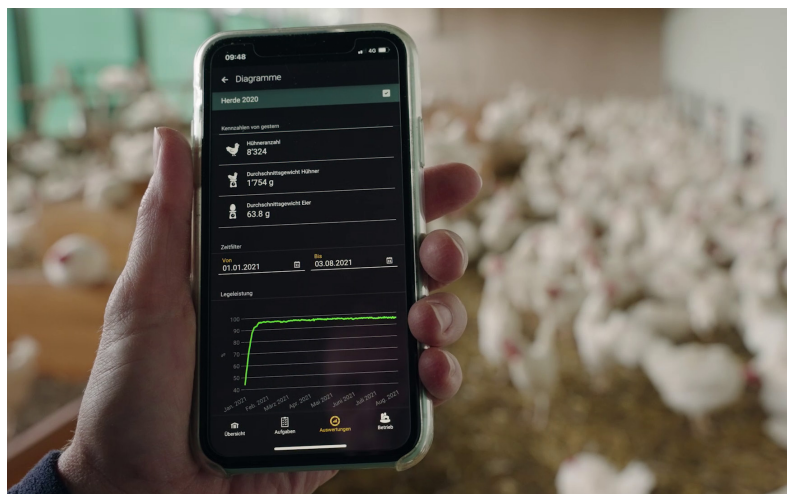 09:48
4G
Diagramme
Herde 2020
Kennzahlen von gestern
Hühneranzahl
8'324
Durchschnittsgewicht Hühner
1'754 g
Durchschnittsgewicht Eier
63.8 g
Zeitfilter
Von Bis
01.01.2021 03.08.2021
Legeleistung
100
90
80
70
%
60
50
40
Jan. 2021 Feb. 2021 März 2021 Apr. 2021 Mai 2021 Juni 2021 Juli 2021 Aug. 2021
Übersicht Aufgaben Auswertungen Betrieb